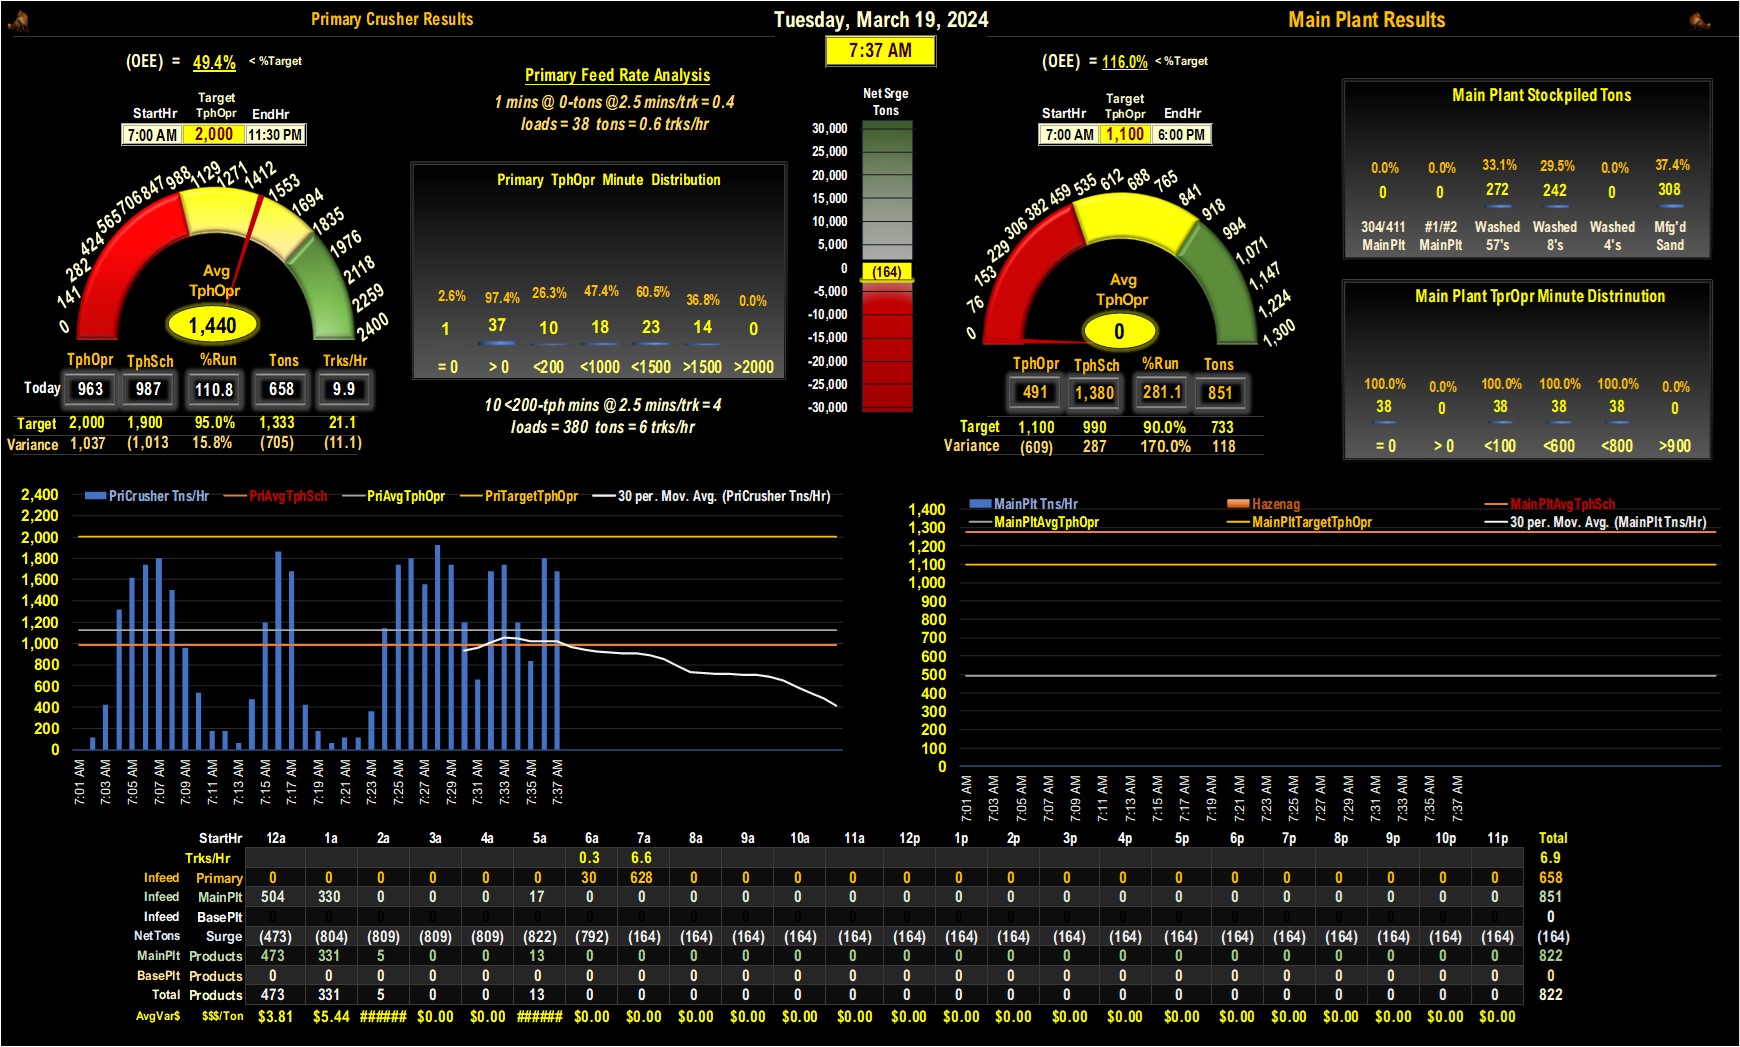 Primary Crusher Results
Tuesday, March 19, 2024
Main Plant Results
7:37 AM
(OEE) = 49.4% < %Target
Target
StartHr TphOpr EndHr
7:00 AM 2,000 11:30 PM
0 141 282 424 565 706 847 988 1129 1271 1412 1553 1694 1835 1976 2118 2259 2400
Avg
TphOpr
1,440
TphOpr TphSch %Run Tons Trks/Hr
Today 963 987 110.8 658 9.9
Target 2,000 1,900 95.0% 1,333 21.1
Variance 1,037 (1,013 15.8% (705) (11.1)
Primary Feed Rate Analysis
1 mins @ 0-tons @2.5 mins/trk = 0.4
loads = 38 tons = 0.6 trks/hr
Primary TphOpr Minute Distribution
2.6% 97.4% 26.3% 47.4% 60.5% 36.8% 0.0%
1 37 10 18 23 14 0
= 0 > 0 <200 <1000 <1500 >1500 >2000
10 <200-tph mins @ 2.5 mins/trk = 4
loads = 380 tons = 6 trks/hr
Net Srge
Tons
30,000
25,000
20,000
15,000
10,000
5,000
0
(164)
-5,000
-10,000
-15,000
-20,000
-25,000
-30,000
(OEE) = 116.0% < %Target
Target
StartHr TphOpr EndHr
7:00 AM 1,100 6:00 PM
0 76 153 229 306 382 459 535 612 688 765 841 918 994 1,071 1,147 1,224 1,300
Avg
TphOpr
0
TphOpr TphSch %Run Tons
491 1,380 281.1 851
Target 1,100 990 90.0% 733
Variance (609) 287 170.0% 118
Main Plant Stockpiled Tons
0.0% 0.0% 33.1% 29.5% 0.0% 37.4%
0 0 272 242 0 308
304/411 #1/#2 Washed Washed Washed Mfg'd
MainPlt MainPlt 57's 8's 4's Sand
Main Plant TprOpr Minute Distrinution
100.0% 0.0% 100.0% 100.0% 100.0% 0.0%
38 0 38 38 38 0
= 0 > 0 <100 <600 <800 >900
PriCrusher Tns/Hr PriAvgTphSch PriAvgTphOpr PriTargetTphOpr 30 per. Mov. Avg. (PriCrusher Tns/Hr)
2,400
2,200
2,000
1,800
1,600
1,400
1,200
1,000
800
600
400
200
0
7:01 AM 7:03 AM 7:05 AM 7:07 AM 7:09 AM 7:11 AM 7:13 AM 7:15 AM 7:17 AM 7:19 AM 7:21 AM 7:23 AM 7:25 AM 7:27 AM 7:29 AM 7:31 AM 7:33 AM 7:35 AM 7:37 AM
MainPlt Tns/Hr Hazenag MainPltAvgTphSch
MainPltAvgTphOpr MainPltTargetTphOpr 30 per. Mov. Avg. (MainPlt Tns/Hr)
1,400
1,300
1,200
1,100
1,000
900
800
700
600
500
400
300
200
100
0
7:01 AM 7:03 AM 7:05 AM 7:07 AM 7:09 AM 7:11 AM 7:13 AM 7:15 AM 7:17 AM 7:19 AM 7:21 AM 7:23 AM 7:25 AM 7:27 AM 7:29 AM 7:31 AM 7:33 AM 7:35 AM 7:37 AM
StartHr 12a 1a 2a 3a 4a 5a 6a 7a 8a 9a 10a 11a 12p 1p 2p 3p 4p 5p 6p 7p 8p 9p 10p 11p Total
Trks/Hr 0.3 6.6 6.9
Infeed Primary 0 0 0 0 0 0 30 628 0 0 0 0 0 0 0 0 0 0 0 0 0 0 0 0 658
Infeed MainPlt 504 330 0 0 0 17 0 0 0 0 0 0 0 0 0 0 0 0 0 0 0 0 0 0 851
Infeed BasePlt 0 0 0 0 0 0 0 0 0 0 0 0 0 0 0 0 0 0 0 0 0 0 0 0 0
NetTons Surge (473) (804) (809) (809) (809) (822) (792) (164) (164) (164) (164) (164) (164) (164) (164) (164) (164) (164) (164) (164) (164) (164) (164) (164) (164)
MainPlt Products 473 331 5 0 0 13 0 0 0 0 0 0 0 0 0 0 0 0 0 0 0 0 0 0 822
BasePlt Products 0 0 0 0 0 0 0 0 0 0 0 0 0 0 0 0 0 0 0 0 0 0 0 0 0
Total Products 473 331 5 0 0 13 0 0 0 0 0 0 0 0 0 0 0 0 0 0 0 0 0 0 822
AvgVar$ $$$/Ton $3.81 $5.44 ###### $0.00 $0.00 ###### $0.00 $0.00 $0.00 $0.00 $0.00 $0.00 $0.00 $0.00 $0.00 $0.00 $0.00 $0.00 $0.00 $0.00 $0.00 $0.00 $0.00 $0.00